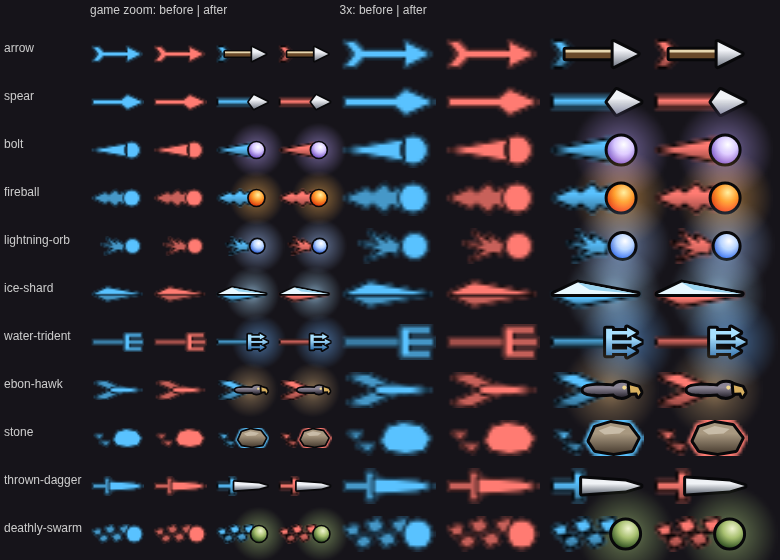 game zoom: before | after
3x: before | after
arrow
spear
bolt
fireball
lightning-orb
ice-shard
water-trident
ebon-hawk
stone
thrown-dagger
deathly-swarm